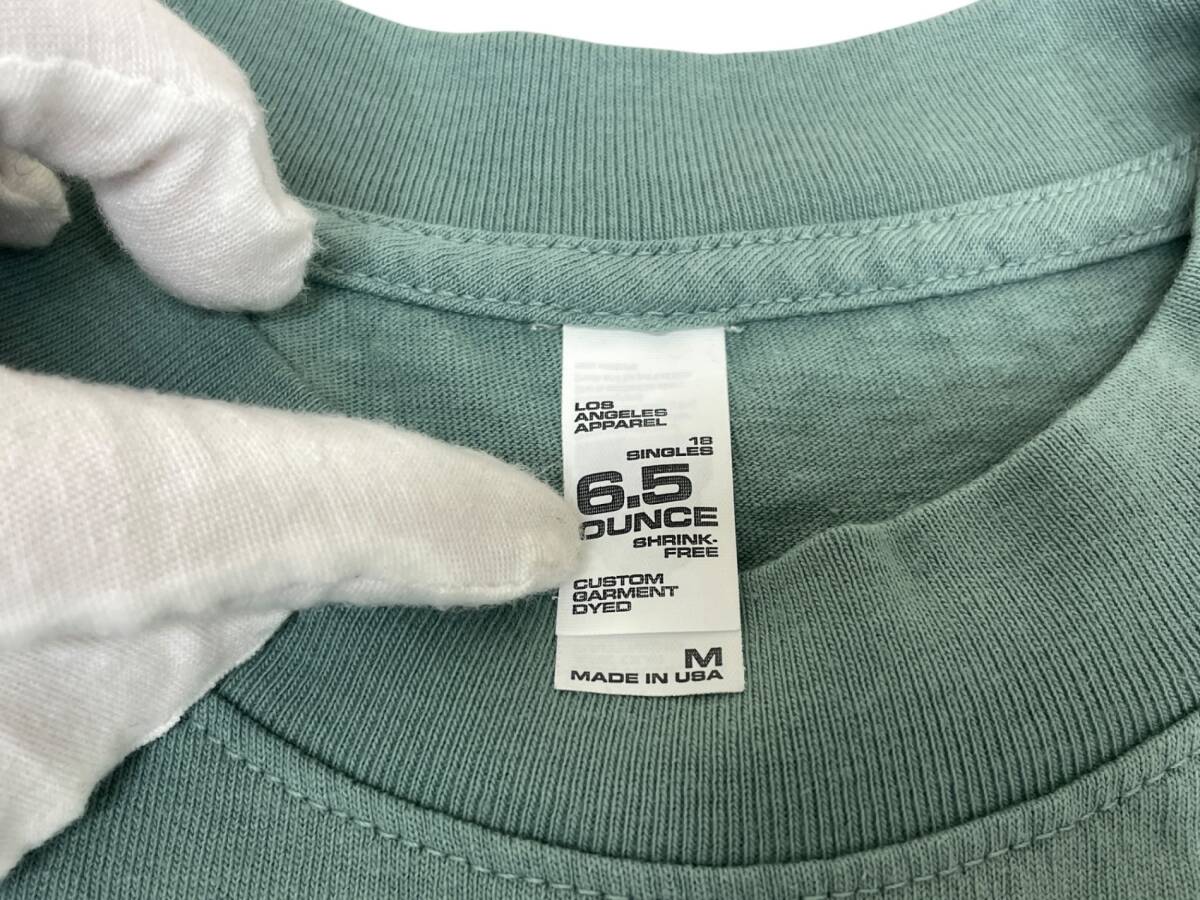 LOS
ANGELES
APPAREL
18
SINGLES
6.5
OUNCE
SHRINK-
FREE
CUSTOM
GARMENT
DYED
M
MADE IN USA